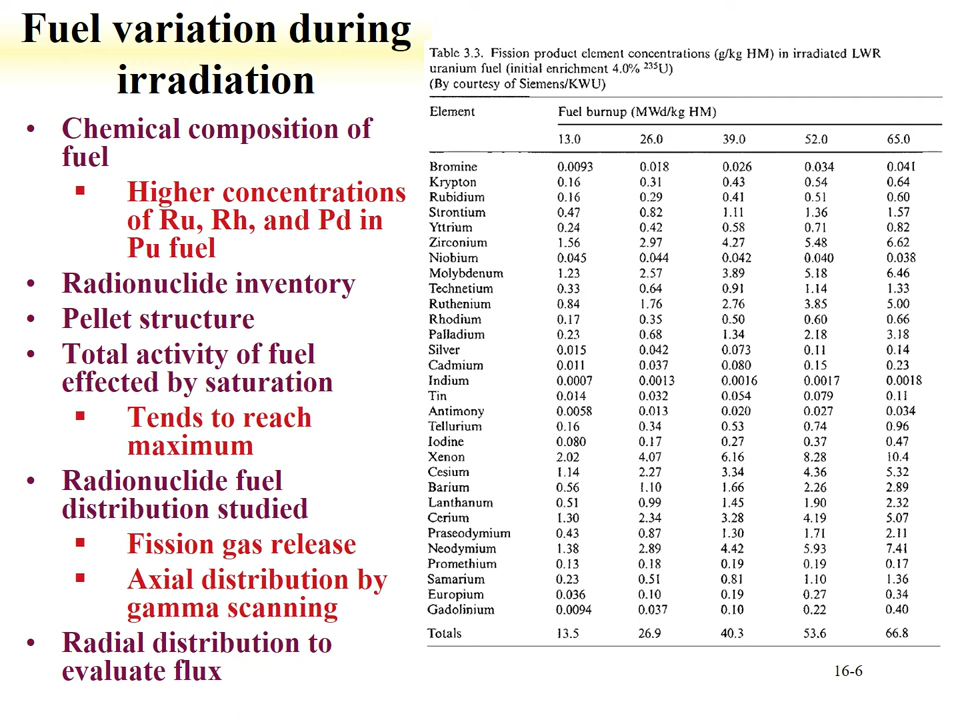 Fuel variation during
irradiation
• Chemical composition of
fuel
▪ Higher concentrations
of Ru, Rh, and Pd in
Pu fuel
• Radionuclide inventory
• Pellet structure
• Total activity of fuel
effected by saturation
▪ Tends to reach
maximum
• Radionuclide fuel
distribution studied
▪ Fission gas release
▪ Axial distribution by
gamma scanning
• Radial distribution to
evaluate flux
Table 3.3. Fission product element concentrations (g/kg HM) in irradiated LWR
uranium fuel (initial enrichment 4.0% ²³⁵U)
(By courtesy of Siemens/KWU)
Element Fuel burnup (MWd/kg HM)
13.0 26.0 39.0 52.0 65.0
Bromine 0.0093 0.018 0.026 0.034 0.041
Krypton 0.16 0.31 0.43 0.54 0.64
Rubidium 0.16 0.29 0.41 0.51 0.60
Strontium 0.47 0.82 1.11 1.36 1.57
Yttrium 0.24 0.42 0.58 0.71 0.82
Zirconium 1.56 2.97 4.27 5.48 6.62
Niobium 0.045 0.044 0.042 0.040 0.038
Molybdenum 1.23 2.57 3.89 5.18 6.46
Technetium 0.33 0.64 0.91 1.14 1.33
Ruthenium 0.84 1.76 2.76 3.85 5.00
Rhodium 0.17 0.35 0.50 0.60 0.66
Palladium 0.23 0.68 1.34 2.18 3.18
Silver 0.015 0.042 0.073 0.11 0.14
Cadmium 0.011 0.037 0.080 0.15 0.23
Indium 0.0007 0.0013 0.0016 0.0017 0.0018
Tin 0.014 0.032 0.054 0.079 0.11
Antimony 0.0058 0.013 0.020 0.027 0.034
Tellurium 0.16 0.34 0.53 0.74 0.96
Iodine 0.080 0.17 0.27 0.37 0.47
Xenon 2.02 4.07 6.16 8.28 10.4
Cesium 1.14 2.27 3.34 4.36 5.32
Barium 0.56 1.10 1.66 2.26 2.89
Lanthanum 0.51 0.99 1.45 1.90 2.32
Cerium 1.30 2.34 3.28 4.19 5.07
Praseodymium 0.43 0.87 1.30 1.71 2.11
Neodymium 1.38 2.89 4.42 5.93 7.41
Promethium 0.13 0.18 0.19 0.19 0.17
Samarium 0.23 0.51 0.81 1.10 1.36
Europium 0.036 0.10 0.19 0.27 0.34
Gadolinium 0.0094 0.037 0.10 0.22 0.40
Totals 13.5 26.9 40.3 53.6 66.8
16-6